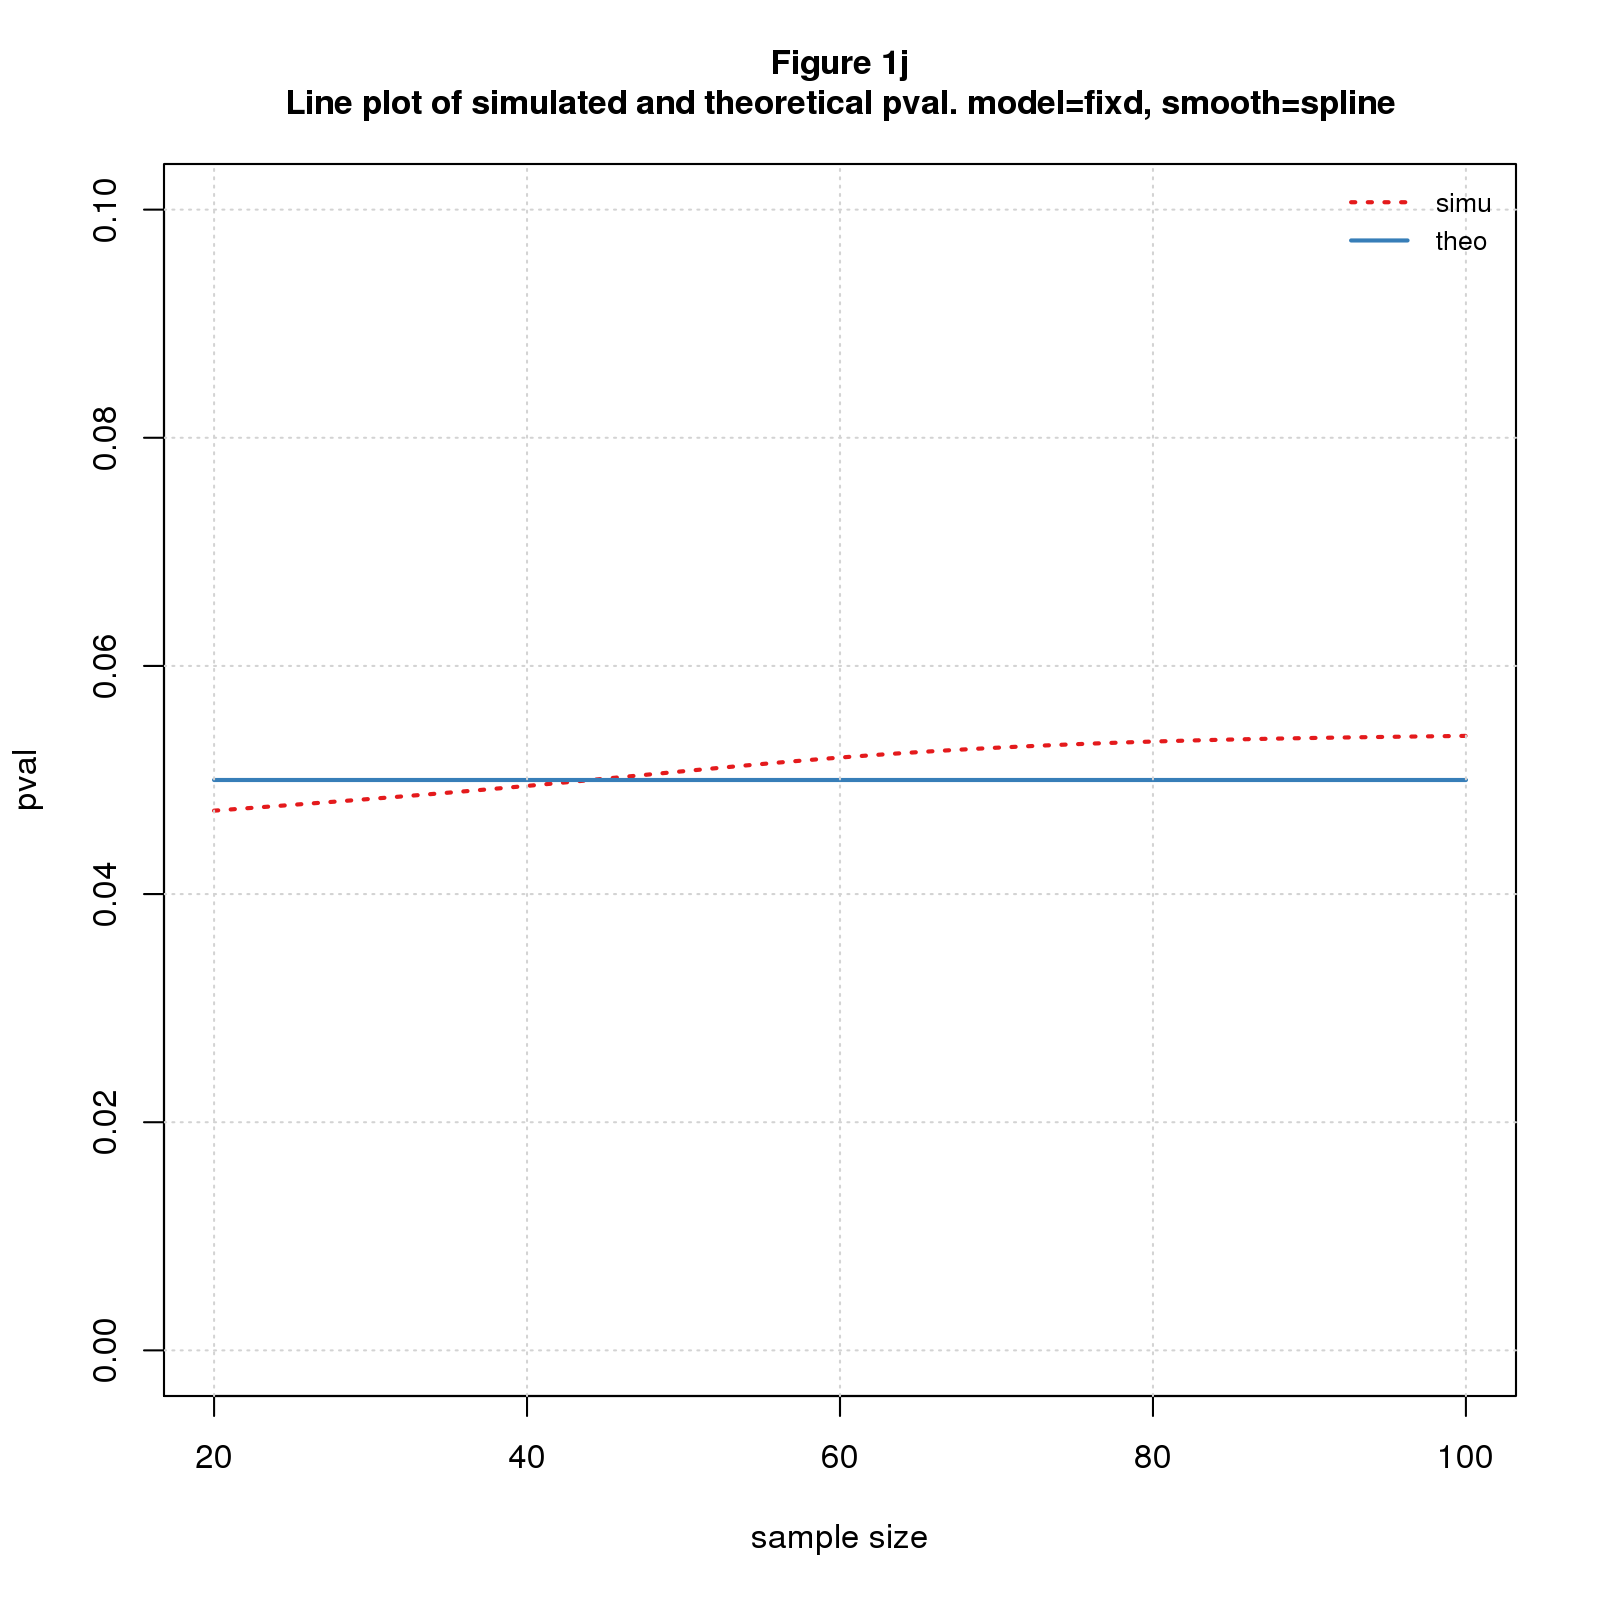 Figure 1j
Line plot of simulated and theoretical pval. model=fixd, smooth=spline
simu
theo
0.10
0.08
0.06
0.04
0.02
0.00
pval
20 40 60 80 100
sample size